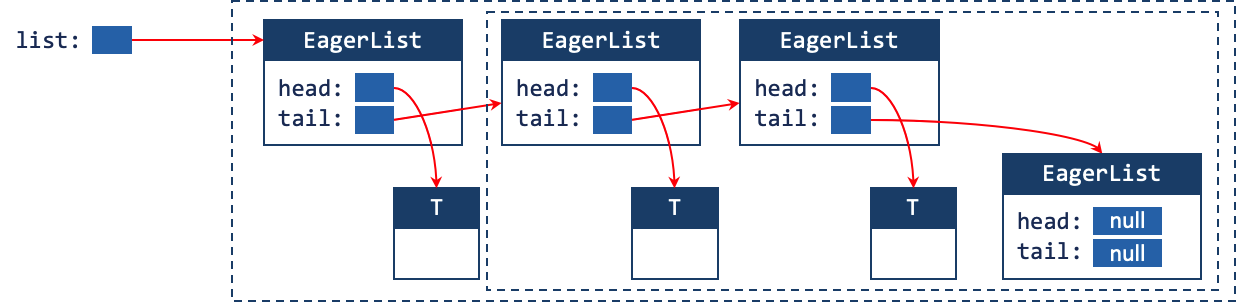 list:
EagerList
head:
tail:
EagerList
head:
tail:
EagerList
head:
tail:
T
T
T
EagerList
head: null
tail: null